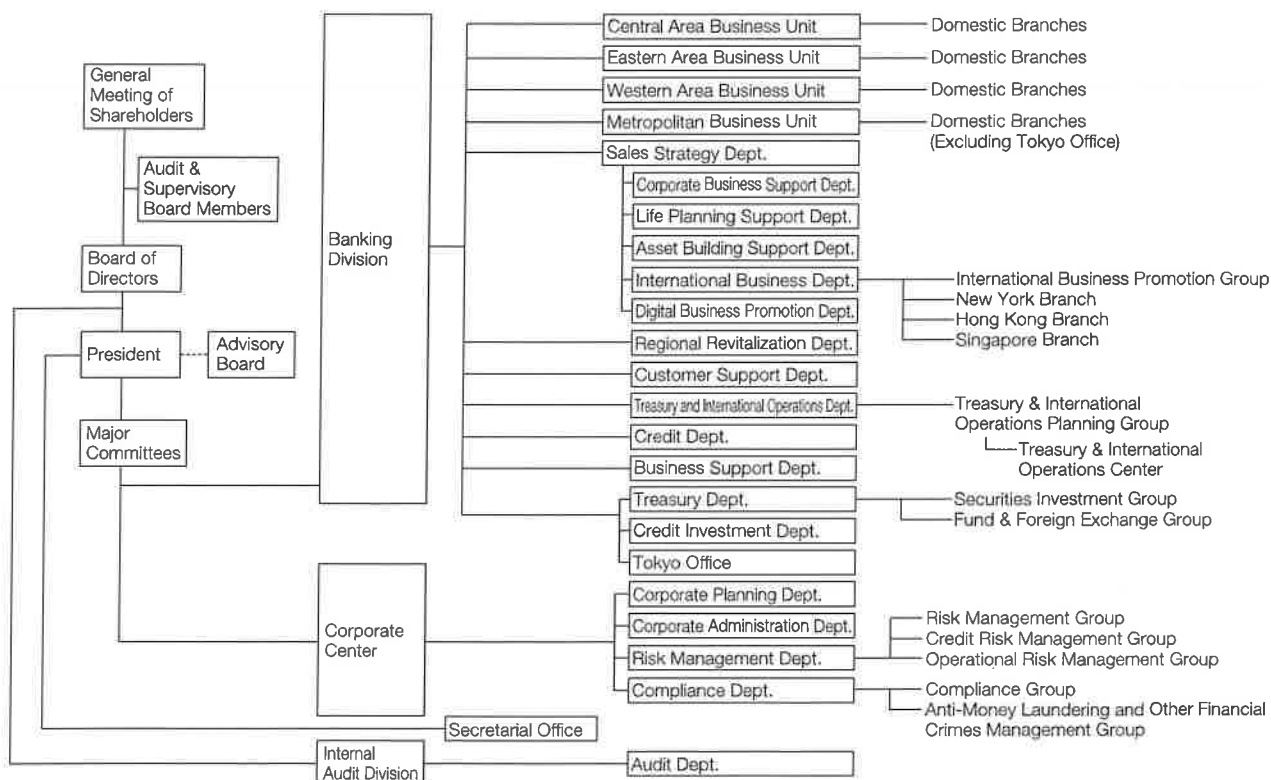 General
Meeting of
Shareholders
Audit &
Supervisory
Board Members
Board of
Directors
President
Advisory
Board
Major
Committees
Banking
Division
Central Area Business Unit
Domestic Branches
Eastern Area Business Unit
Domestic Branches
Western Area Business Unit
Domestic Branches
Metropolitan Business Unit
Domestic Branches
(Excluding Tokyo Office)
Sales Strategy Dept.
Corporate Business Support Dept.
Life Planning Support Dept.
Asset Building Support Dept.
International Business Dept.
International Business Promotion Group
New York Branch
Hong Kong Branch
Singapore Branch
Digital Business Promotion Dept.
Regional Revitalization Dept.
Customer Support Dept.
Treasury and International Operations Dept.
Treasury & International
Operations Planning Group
Treasury & International
Operations Center
Credit Dept.
Business Support Dept.
Treasury Dept.
Securities Investment Group
Fund & Foreign Exchange Group
Credit Investment Dept.
Tokyo Office
Corporate
Center
Corporate Planning Dept.
Corporate Administration Dept.
Risk Management Dept.
Risk Management Group
Credit Risk Management Group
Operational Risk Management Group
Compliance Dept.
Compliance Group
Anti-Money Laundering and Other Financial
Crimes Management Group
Secretarial Office
Internal
Audit Division
Audit Dept.